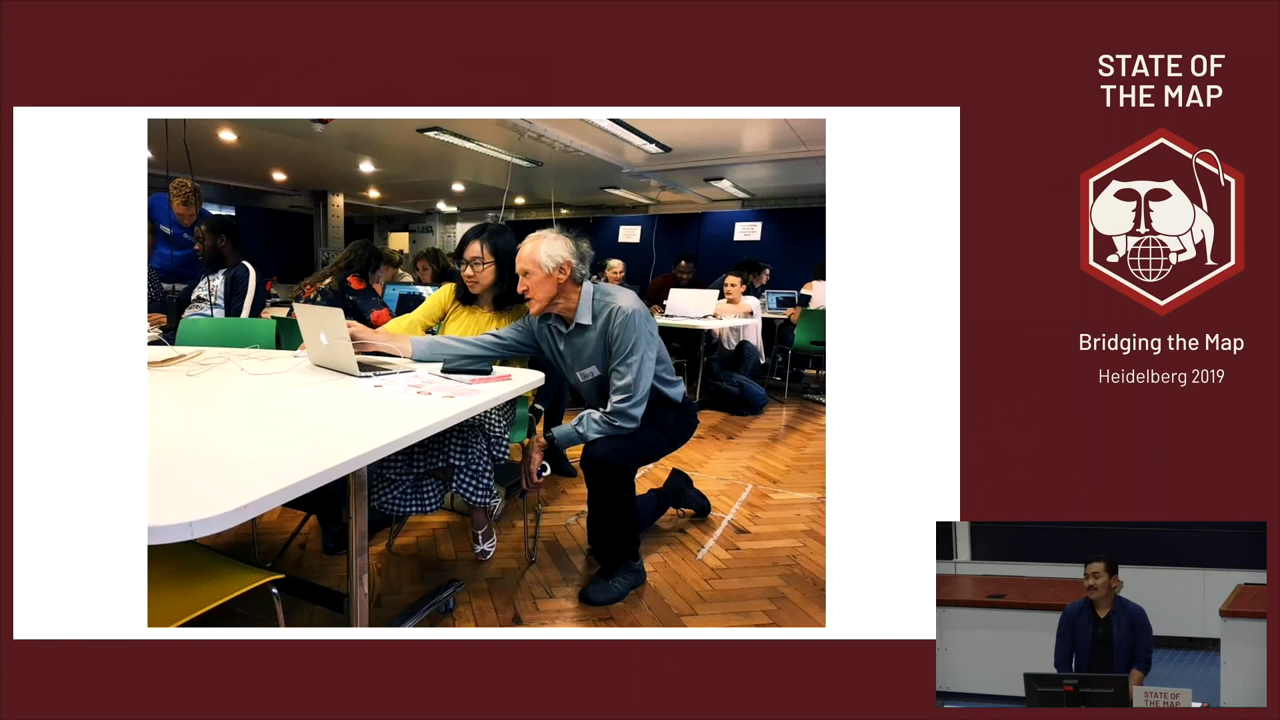 STATE OF
THE MAP
Bridging the Map
Heidelberg 2019
STATE OF
THE MAP